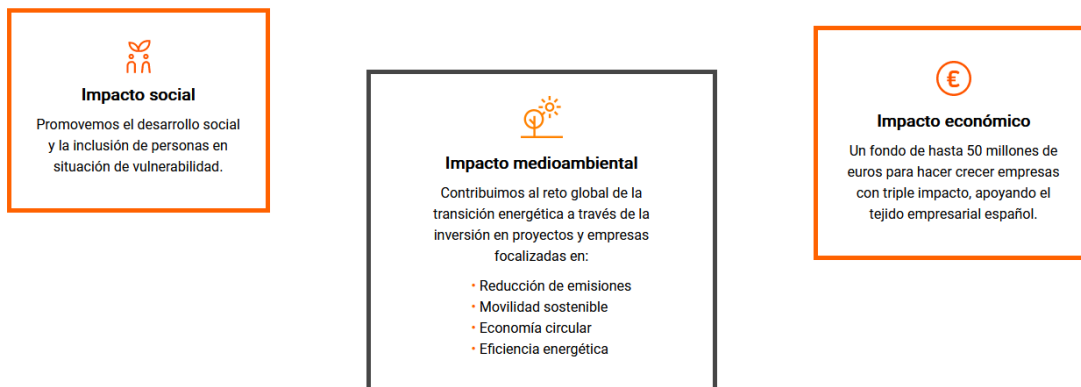 Impacto social
Promovemos el desarrollo social
y la inclusión de personas en
situación de vulnerabilidad.
Impacto medioambiental
Contribuimos al reto global de la
transición energética a través de la
inversión en proyectos y empresas
focalizadas en:
• Reducción de emisiones
• Movilidad sostenible
• Economía circular
• Eficiencia energética
€
Impacto económico
Un fondo de hasta 50 millones de
euros para hacer crecer empresas
con triple impacto, apoyando el
tejido empresarial español.